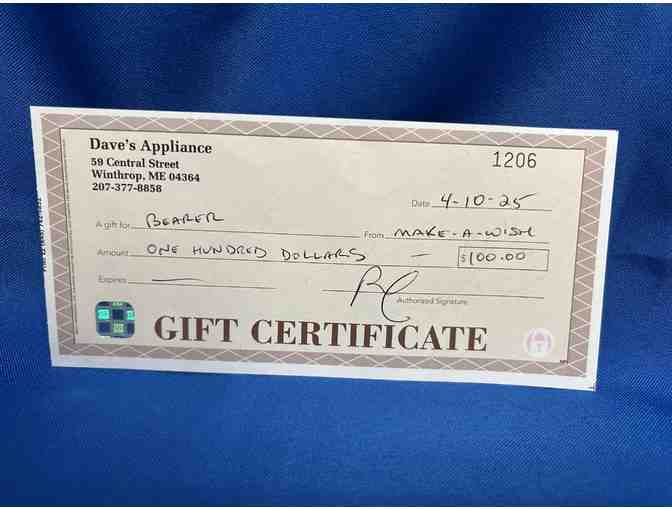 Dave's Appliance
59 Central Street
Winthrop, ME 04364
207-377-8858
1206
Date 4-10-25
A gift for BEARER
From MAKE-A-WISH
Amount ONE HUNDRED DOLLARS — $100.00
Expires —
Authorized Signature
GIFT CERTIFICATE